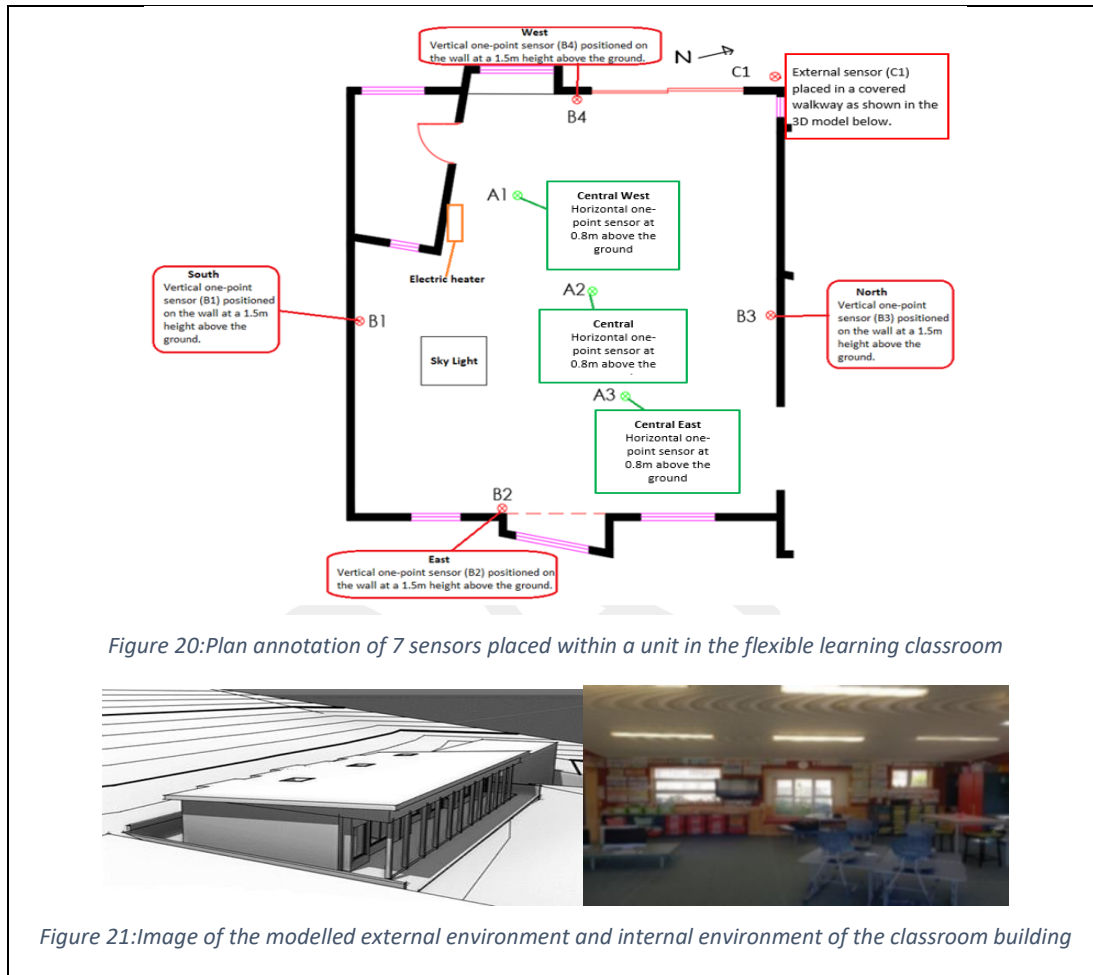 West
Vertical one-point sensor (B4) positioned on
the wall at a 1.5m height above the ground.
N
C1
External sensor (C1)
placed in a covered
walkway as shown in the
3D model below.
B4
A1
Central West
Horizontal one-
point sensor at
0.8m above the
ground
Electric heater
South
Vertical one-point
sensor (B1) positioned
on the wall at a 1.5m
height above the
ground.
B1
A2
Central
Horizontal one-
point sensor at
0.8m above the
B3
North
Vertical one-point
sensor (B3) positioned
on the wall at a 1.5m
height above the
ground.
Sky Light
A3
Central East
Horizontal one-
point sensor at
0.8m above the
ground
B2
East
Vertical one-point sensor (B2) positioned on
the wall at a 1.5m height above the ground.
Figure 20:Plan annotation of 7 sensors placed within a unit in the flexible learning classroom
Figure 21:Image of the modelled external environment and internal environment of the classroom building